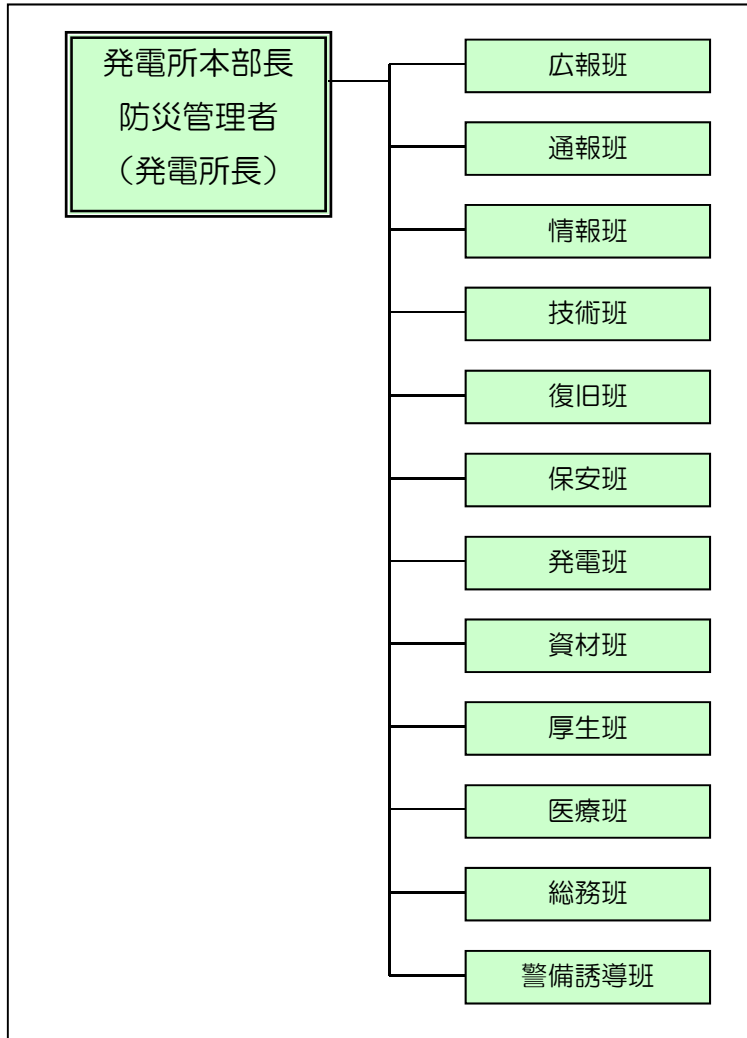 発電所本部長
防災管理者
（発電所長）
広報班
通報班
情報班
技術班
復旧班
保安班
発電班
資材班
厚生班
医療班
総務班
警備誘導班